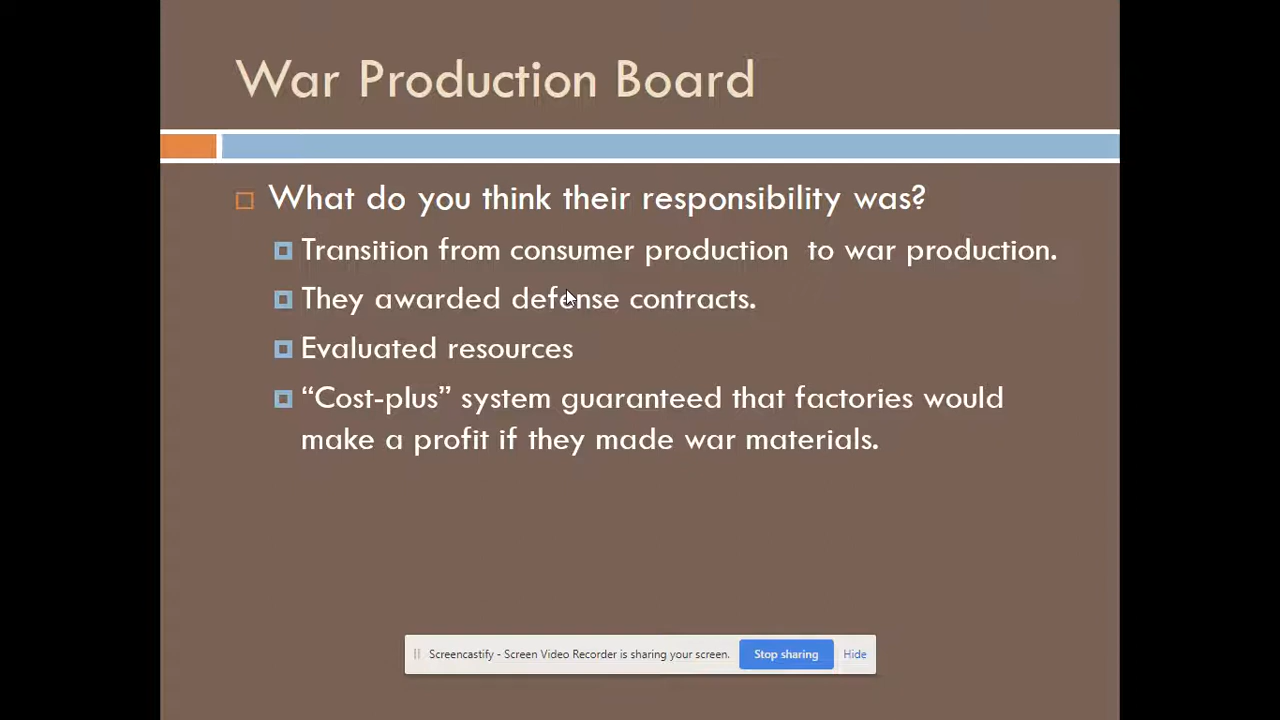 War Production Board
What do you think their responsibility was?
Transition from consumer production to war production.
They awarded defense contracts.
Evaluated resources
“Cost-plus” system guaranteed that factories would
make a profit if they made war materials.
Screencastify - Screen Video Recorder is sharing your screen. Stop sharing Hide